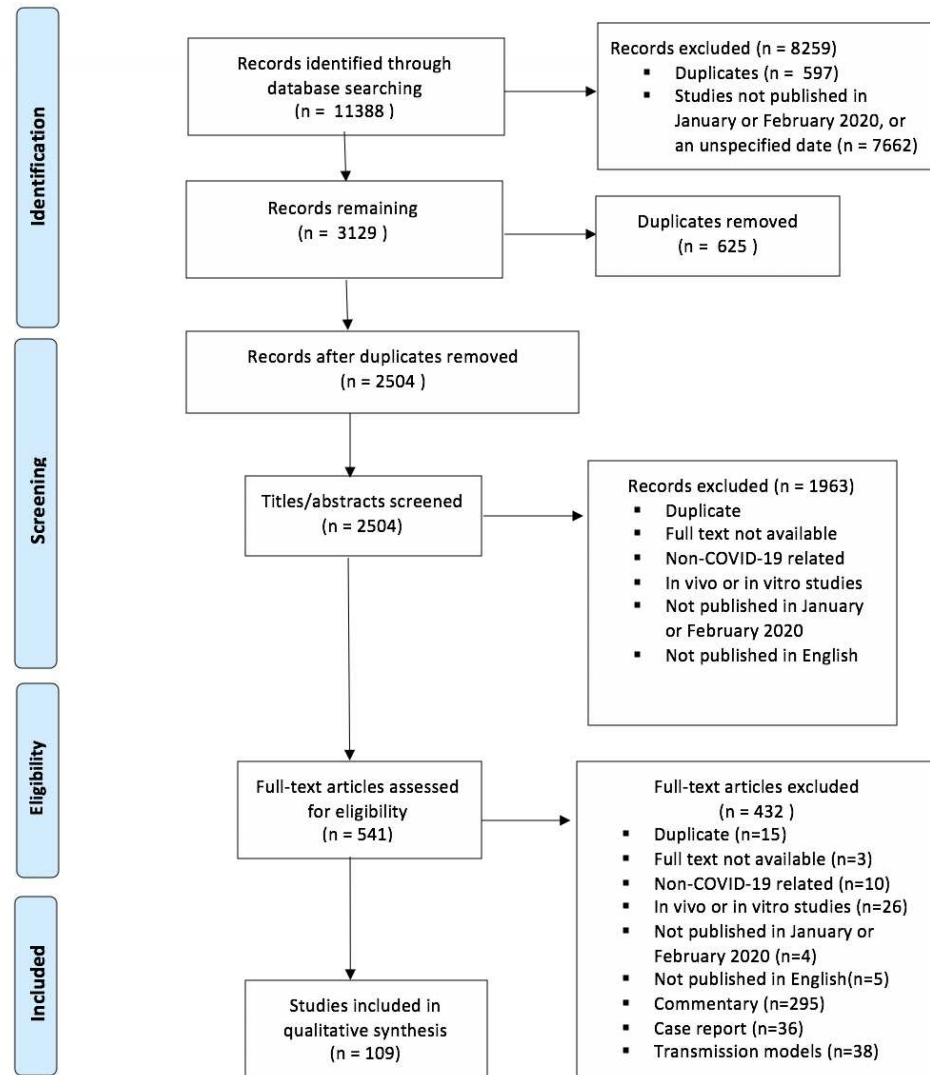 Identification
Records identified through
database searching
(n = 11388 )
Records excluded (n = 8259)
▪ Duplicates (n = 597)
▪ Studies not published in
January or February 2020, or
an unspecified date (n = 7662)
Records remaining
(n = 3129 )
Duplicates removed
(n = 625 )
Screening
Records after duplicates removed
(n = 2504 )
Titles/abstracts screened
(n = 2504)
Records excluded (n = 1963)
▪ Duplicate
▪ Full text not available
▪ Non-COVID-19 related
▪ In vivo or in vitro studies
▪ Not published in January
or February 2020
▪ Not published in English
Eligibility
Full-text articles assessed
for eligibility
(n = 541)
Full-text articles excluded
(n = 432 )
▪ Duplicate (n=15)
▪ Full text not available (n=3)
▪ Non-COVID-19 related (n=10)
▪ In vivo or in vitro studies (n=26)
▪ Not published in January or
February 2020 (n=4)
▪ Not published in English(n=5)
▪ Commentary (n=295)
▪ Case report (n=36)
▪ Transmission models (n=38)
Included
Studies included in
qualitative synthesis
(n = 109)